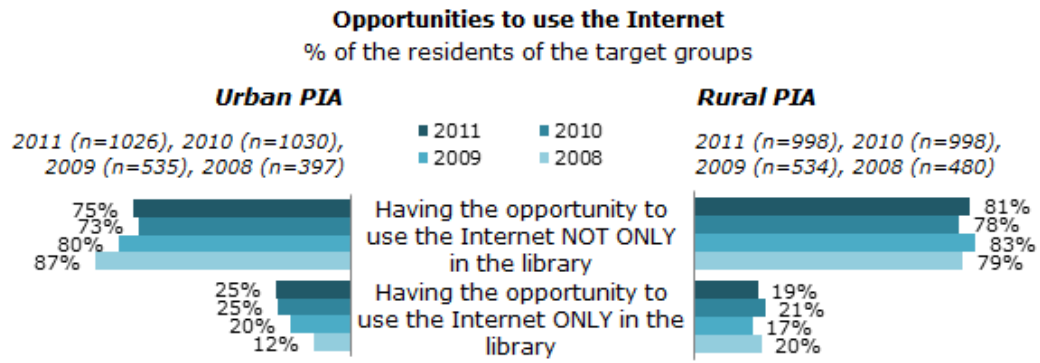 Opportunities to use the Internet
% of the residents of the target groups
Urban PIA
2011 (n=1026), 2010 (n=1030),
2009 (n=535), 2008 (n=397)
2011
2010
2009
2008
Rural PIA
2011 (n=998), 2010 (n=998),
2009 (n=534), 2008 (n=480)
75%
73%
80%
87%
Having the opportunity to
use the Internet NOT ONLY
in the library
81%
78%
83%
79%
25%
25%
20%
12%
Having the opportunity to
use the Internet ONLY in the
library
19%
21%
17%
20%